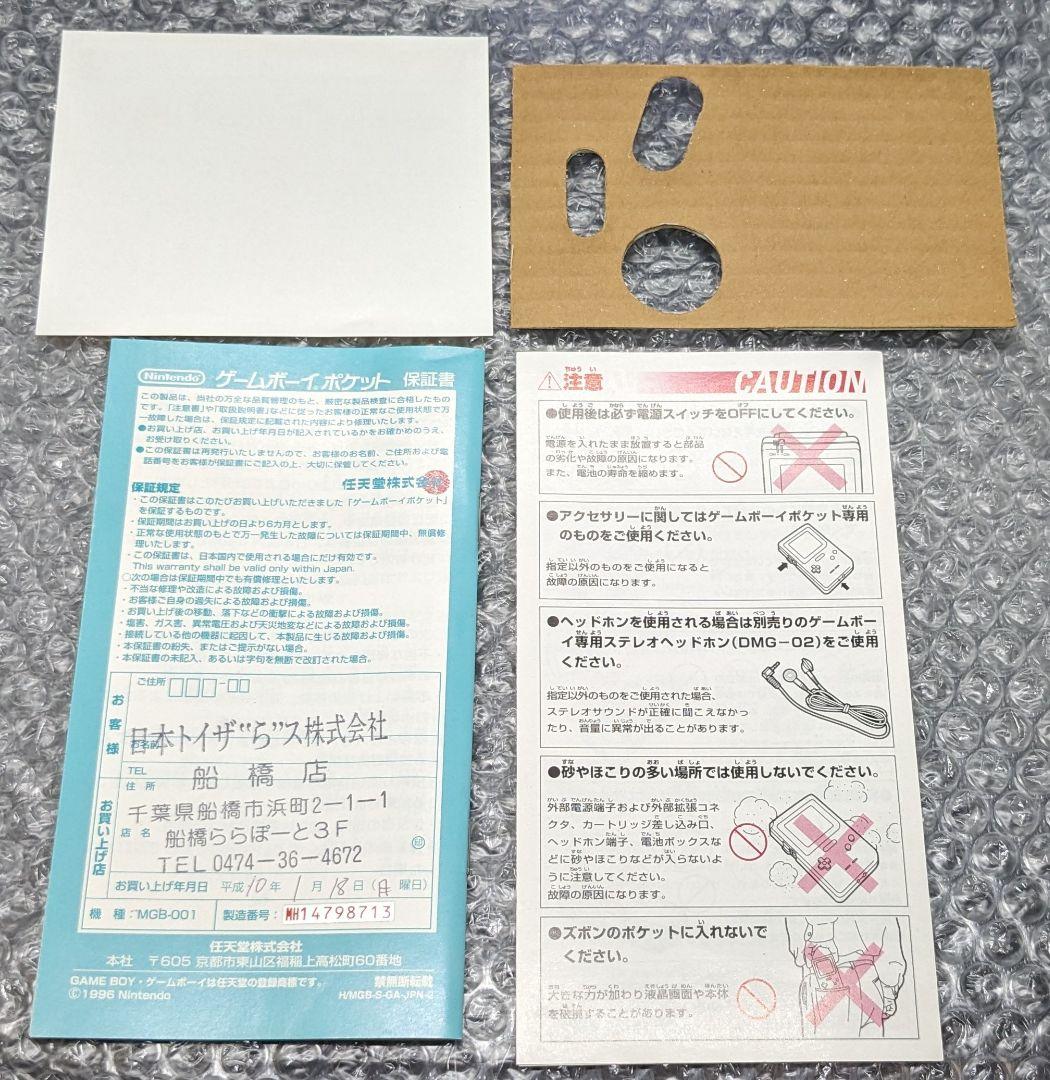 Nintendo ゲームボーイ。ポケット 保証書
この製品は、当社の万全な品質管理のもと、厳密な製品検査に合格したもの
です。「注意書」や「取扱説明書」などに従ったお客様の正常なご使用状態で万
一故障した場合は、保証規定に記載された内容により修理いたします。
●お買い上げ店、お買い上げ年月日が記入されているかをお確かめのうえ、
お受け取りください。
●この保証書は再発行いたしませんので、お客様のお名前、ご住所および電
話番号をお客様が保証書にご記入の上、大切に保管してください。
保証規定
任天堂株式会社
・この保証書はこのたびお買い上げいただきました「ゲームボーイポケット」
を保証するものです。
・保証期間はお買い上げの日より6カ月とします。
・正常な使用状態のもとで万一発生した故障については保証期間中、無償修
理いたします。
・この保証書は、日本国内で使用される場合にだけ有効です。
This warranty shall be valid only within Japan.
○次の場合は保証期間中でも有償修理といたします。
・不当な修理や改造による故障および損傷。
・お客様ご自身の過失による故障および損傷。
・お買い上げ後の移動、落下などの衝撃による故障および損傷。
・塩害、ガス害、異常電圧および天災地変などによる故障および損傷。
・接続している他の機器に起因して、本製品に生じる故障および損傷。
・本保証書の紛失、またはご提示がない場合。
・本保証書の未記入、あるいは字句を無断で改訂された場合。
お客様
ご住所
お名前
日本トイザ“ら”ス株式会社
TEL
船橋店
お買い上げ店
住所
千葉県船橋市浜町2-1-1
店名
船橋ららぽーと3F
印
TEL0474-36-4672
お買い上げ年月日 平成10年 1月 18日(日曜日)
機種:MGB-001 製造番号: MH14798713
任天堂株式会社
本社 〒605 京都市東山区福稲上高松町60番地
GAME BOY・ゲームボーイは任天堂の登録商標です。 禁無断転載
©1996 Nintendo H/MGB-S-GA-JPN-2
ちゅうい
注意 CAUTION
●使用後は必ず電源スイッチをOFFにしてください。
電源を入れたまま放置すると部品
の劣化や故障の原因になります。
また、電池の寿命を縮めます。
●アクセサリーに関してはゲームボーイポケット専用
のものをご使用ください。
指定以外のものをご使用になると
故障の原因になります。
●ヘッドホンを使用される場合は別売りのゲームボー
イ専用ステレオヘッドホン(DMG-02)をご使用
ください。
指定以外のものをご使用された場合、
ステレオサウンドが正確に聞こえなかっ
たり、音量に異常が出ることがあります。
●砂やほこりの多い場所では使用しないでください。
外部電源端子および外部拡張コネ
クタ、カートリッジ差し込み口、
ヘッドホン端子、電池ボックスな
どに砂やほこりなどが入らないよ
うに注意してください。
故障の原因になります。
●ズボンのポケットに入れないで
ください。
大きな力が加わり液晶画面や本体
を破損することがあります。